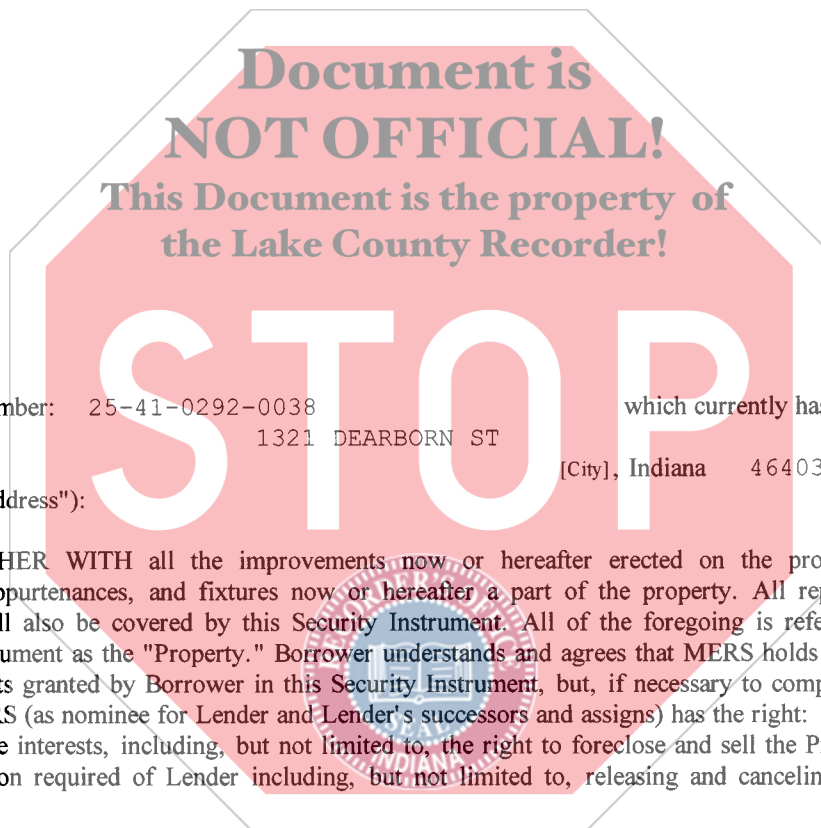 Document is
NOT OFFICIAL!
This Document is the property of
the Lake County Recorder!
STOP
mber: 25-41-0292-0038 which currently has
1321 DEARBORN ST
[City], Indiana 46403
ddress"):
HER WITH all the improvements now or hereafter erected on the pro
ppurtenances, and fixtures now or hereafter a part of the property. All rep
ll also be covered by this Security Instrument. All of the foregoing is refe
ument as the "Property." Borrower understands and agrees that MERS holds
ts granted by Borrower in this Security Instrument, but, if necessary to comp
RS (as nominee for Lender and Lender's successors and assigns) has the right:
e interests, including, but not limited to, the right to foreclose and sell the P
on required of Lender including, but not limited to, releasing and cancelin
RECORDER'S OFFICE
SEAL
INDIANA